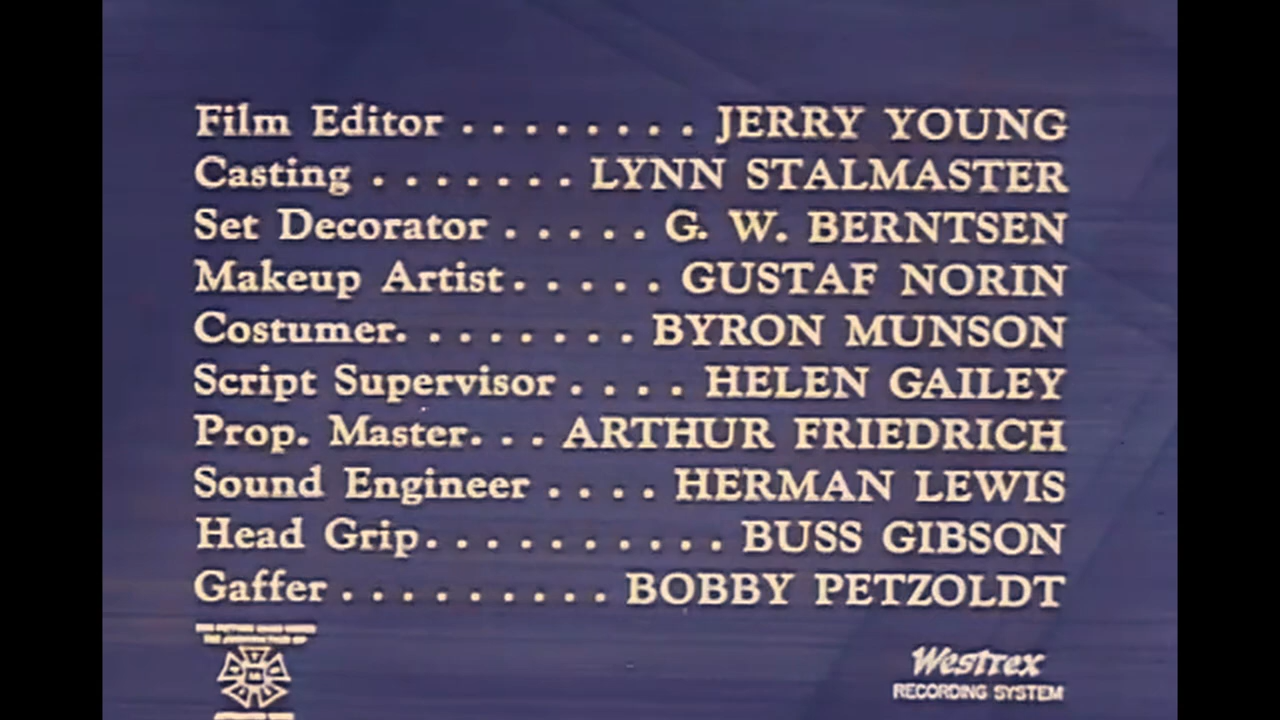 Film Editor ........ JERRY YOUNG
Casting ....... LYNN STALMASTER
Set Decorator ..... G. W. BERNTSEN
Makeup Artist..... GUSTAF NORIN
Costumer........ BYRON MUNSON
Script Supervisor .... HELEN GAILEY
Prop. Master... ARTHUR FRIEDRICH
Sound Engineer .... HERMAN LEWIS
Head Grip.......... BUSS GIBSON
Gaffer ......... BOBBY PETZOLDT
Westrex
RECORDING SYSTEM